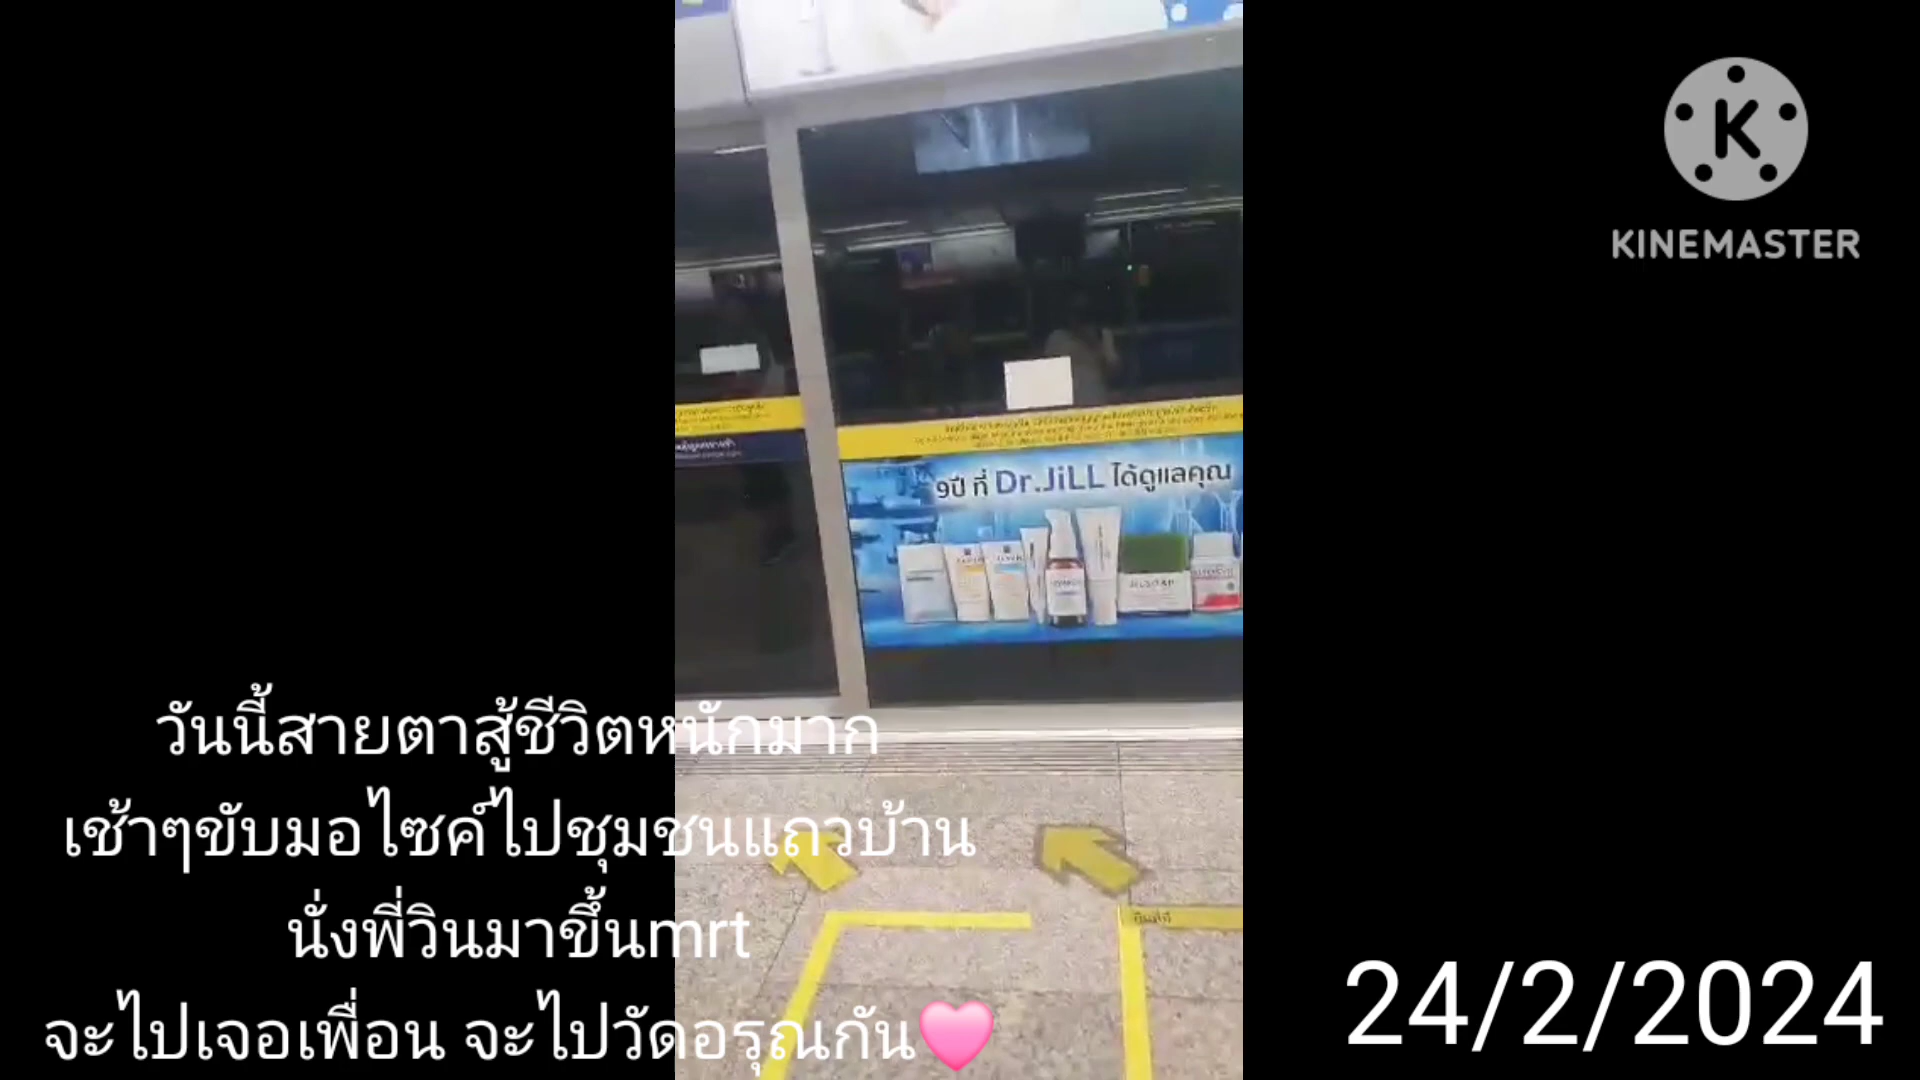 KINEMASTER
9ปี ที่ Dr.JiLL ได้ดูแลคุณ
วันนี้สายตาสู้ชีวิตหนักมาก
เช้าๆขับมอไซค์ไปชุมชนแถวบ้าน
นั่งพี่วินมาขึ้นmrt
จะไปเจอเพื่อน จะไปวัดอรุณกัน🩷
24/2/2024